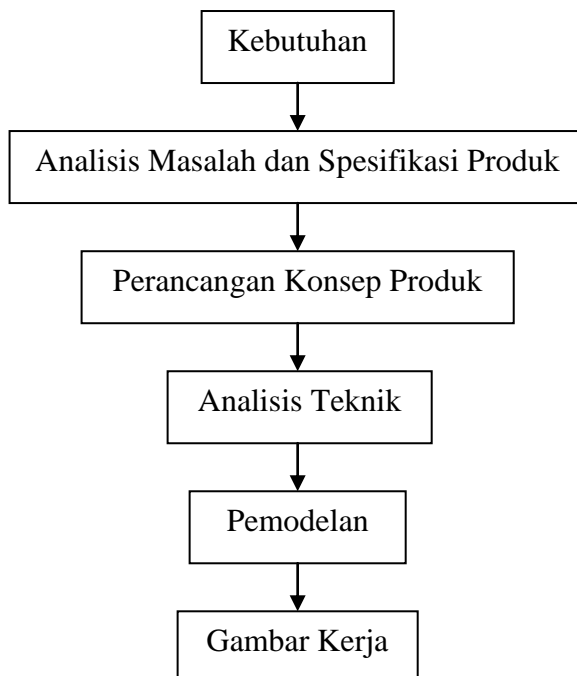 Kebutuhan
Analisis Masalah dan Spesifikasi Produk
Perancangan Konsep Produk
Analisis Teknik
Pemodelan
Gambar Kerja